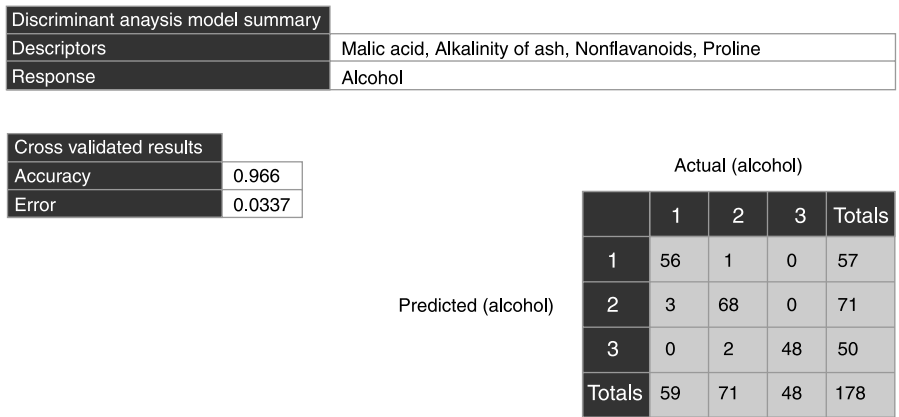 Discriminant anaysis model summary
Descriptors Malic acid, Alkalinity of ash, Nonflavanoids, Proline
Response Alcohol
Cross validated results
Accuracy 0.966
Error 0.0337
Actual (alcohol)
1 2 3 Totals
1 56 1 0 57
Predicted (alcohol) 2 3 68 0 71
3 0 2 48 50
Totals 59 71 48 178